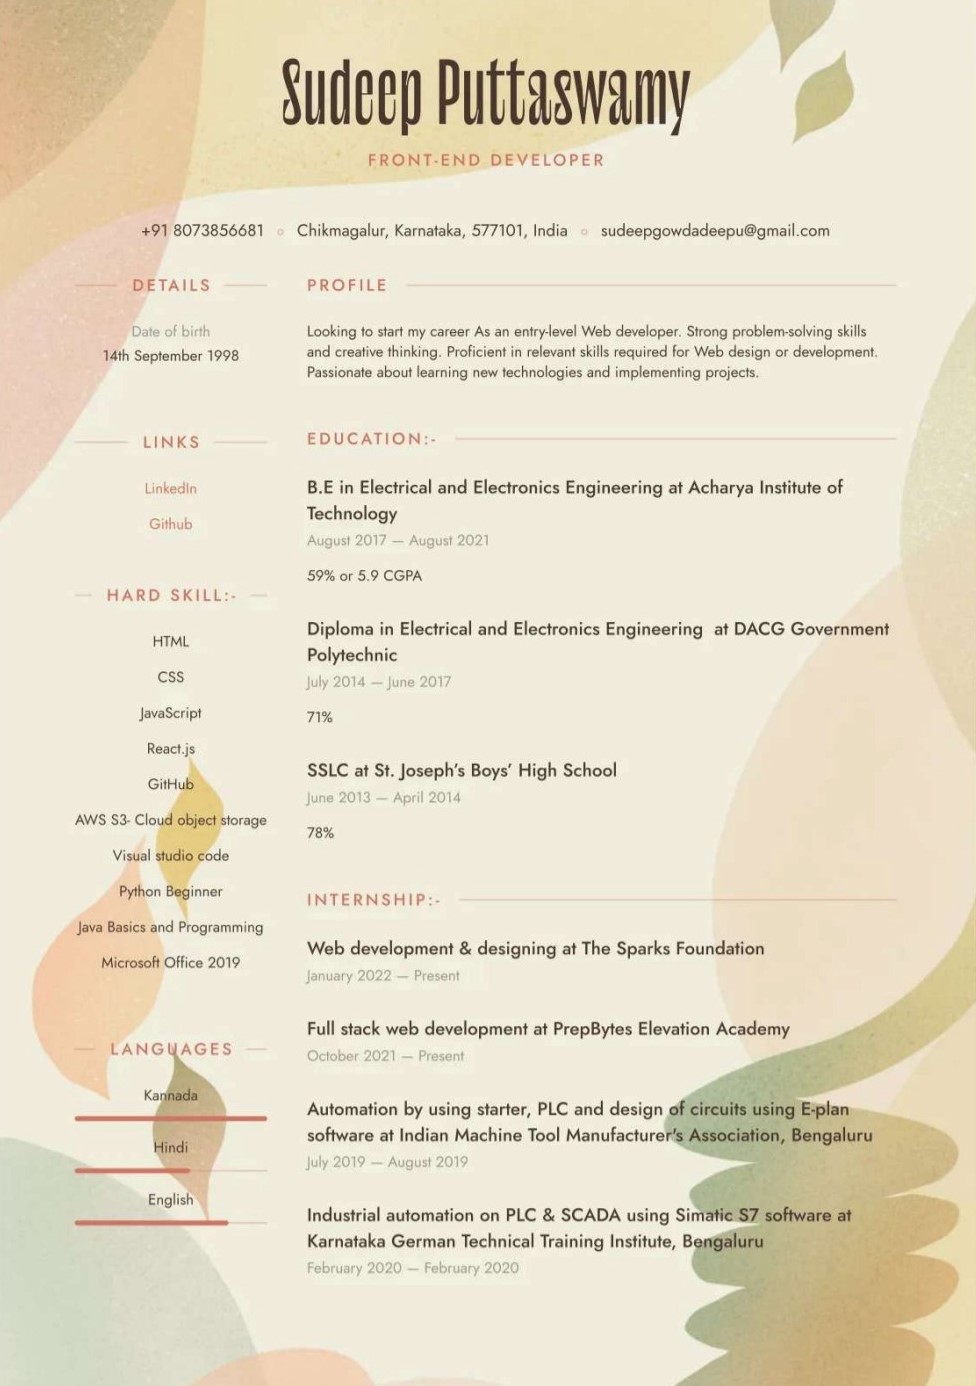 Sudeep Puttaswamy
FRONT-END DEVELOPER
+91 8073856681 ○ Chikmagalur, Karnataka, 577101, India ○ sudeepgowdadeepu@gmail.com
DETAILS
Date of birth
14th September 1998
LINKS
LinkedIn
Github
HARD SKILL:-
HTML
CSS
JavaScript
React.js
GitHub
AWS S3- Cloud object storage
Visual studio code
Python Beginner
Java Basics and Programming
Microsoft Office 2019
LANGUAGES
Kannada
Hindi
English
PROFILE
Looking to start my career As an entry-level Web developer. Strong problem-solving skills
and creative thinking. Proficient in relevant skills required for Web design or development.
Passionate about learning new technologies and implementing projects.
EDUCATION:-
B.E in Electrical and Electronics Engineering at Acharya Institute of
Technology
August 2017 — August 2021
59% or 5.9 CGPA
Diploma in Electrical and Electronics Engineering  at DACG Government
Polytechnic
July 2014 — June 2017
71%
SSLC at St. Joseph's Boys' High School
June 2013 — April 2014
78%
INTERNSHIP:-
Web development & designing at The Sparks Foundation
January 2022 — Present
Full stack web development at PrepBytes Elevation Academy
October 2021 — Present
Automation by using starter, PLC and design of circuits using E-plan
software at Indian Machine Tool Manufacturer's Association, Bengaluru
July 2019 — August 2019
Industrial automation on PLC & SCADA using Simatic S7 software at
Karnataka German Technical Training Institute, Bengaluru
February 2020 — February 2020